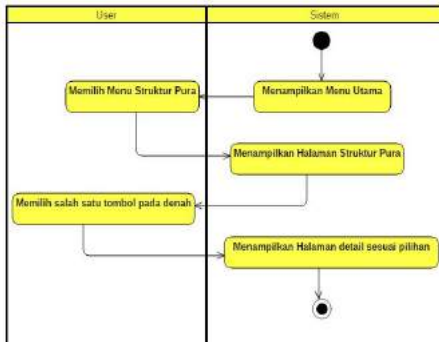 User
Sistem
Menampilkan Menu Utama
Memilih Menu Struktur Pura
Menampilkan Halaman Struktur Pura
Memilih salah satu tombol pada denah
Menampilkan Halaman detail sesuai pilihan